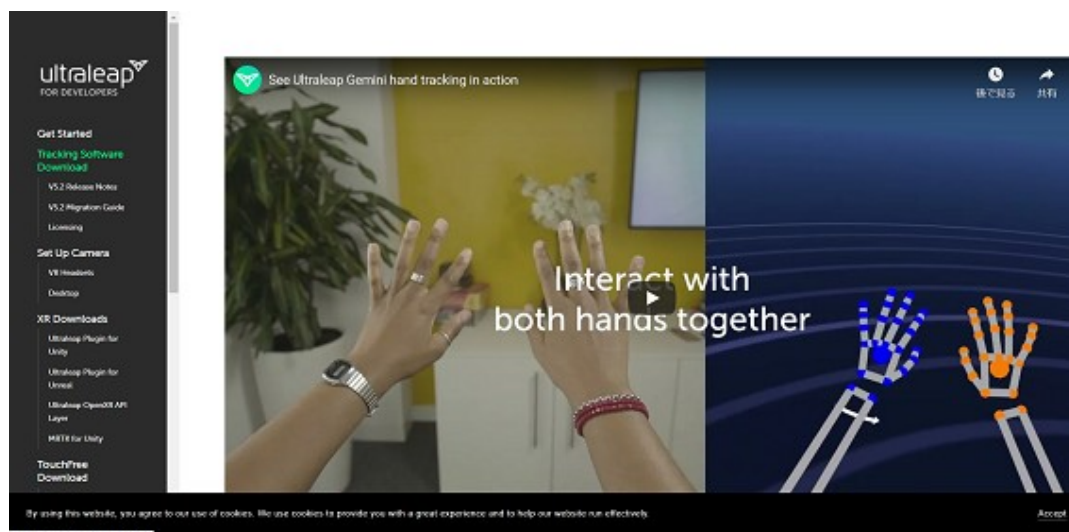 ultraleap
FOR DEVELOPERS
Get Started
Tracking Software
Download
V5.2 Release Notes
V5.2 Migration Guide
Licensing
Set Up Camera
VR Headsets
Desktop
XR Downloads
Ultraleap Plugin for
Unity
Ultraleap Plugin for
Unreal
Ultraleap OpenXR API
Layer
MRTK for Unity
TouchFree
Download
See Ultraleap Gemini hand tracking in action
後で見る
共有
Interact with
both hands together
By using this website, you agree to our use of cookies. We use cookies to provide you with a great experience and to help our website run effectively.
Accept